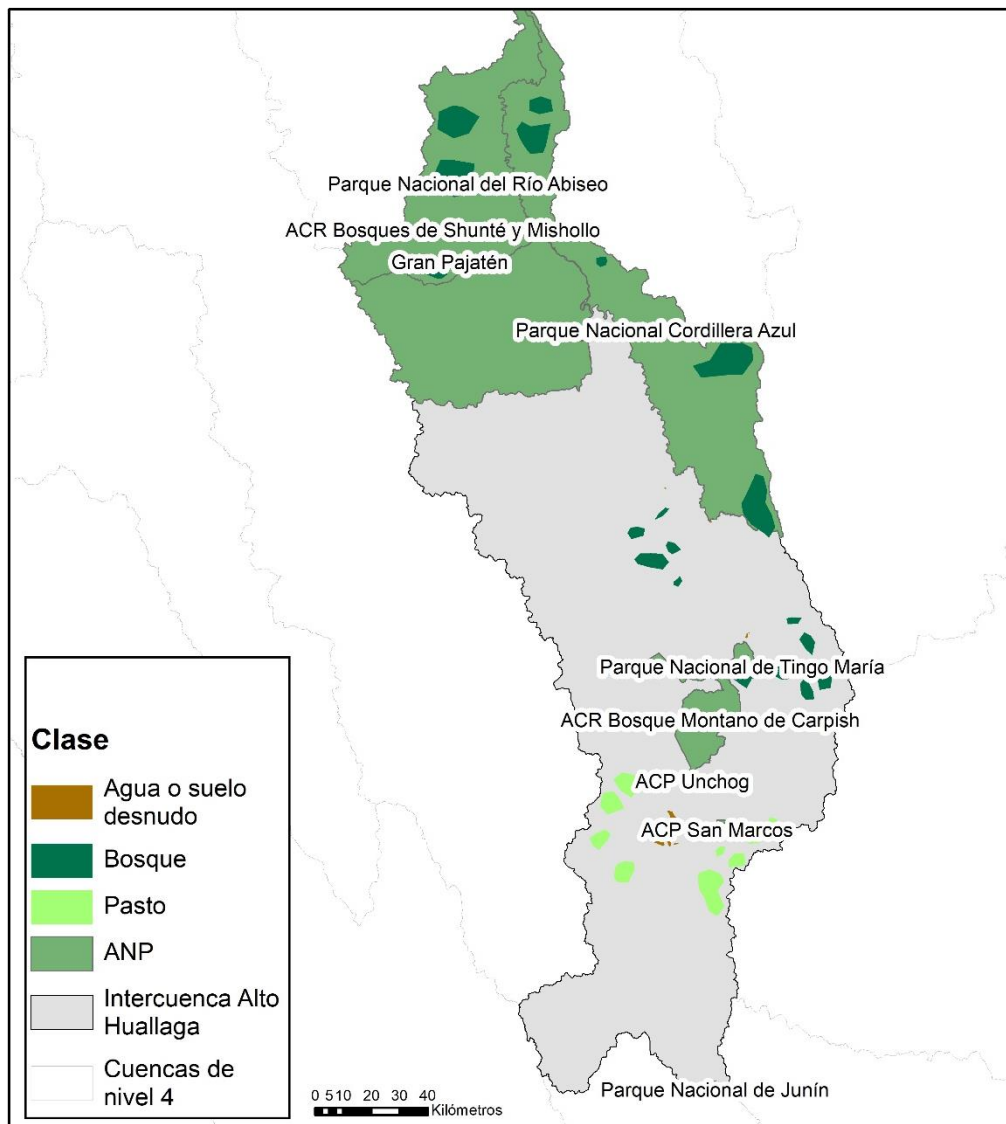 Parque Nacional del Río Abiseo
ACR Bosques de Shunté y Mishollo
Gran Pajatén
Parque Nacional Cordillera Azul
Parque Nacional de Tingo María
ACR Bosque Montano de Carpish
ACP Unchog
ACP San Marcos
Parque Nacional de Junín
Clase
Agua o suelo
desnudo
Bosque
Pasto
ANP
Intercuenca Alto
Huallaga
Cuencas de
nivel 4
0 5 10 20 30 40
Kilómetros